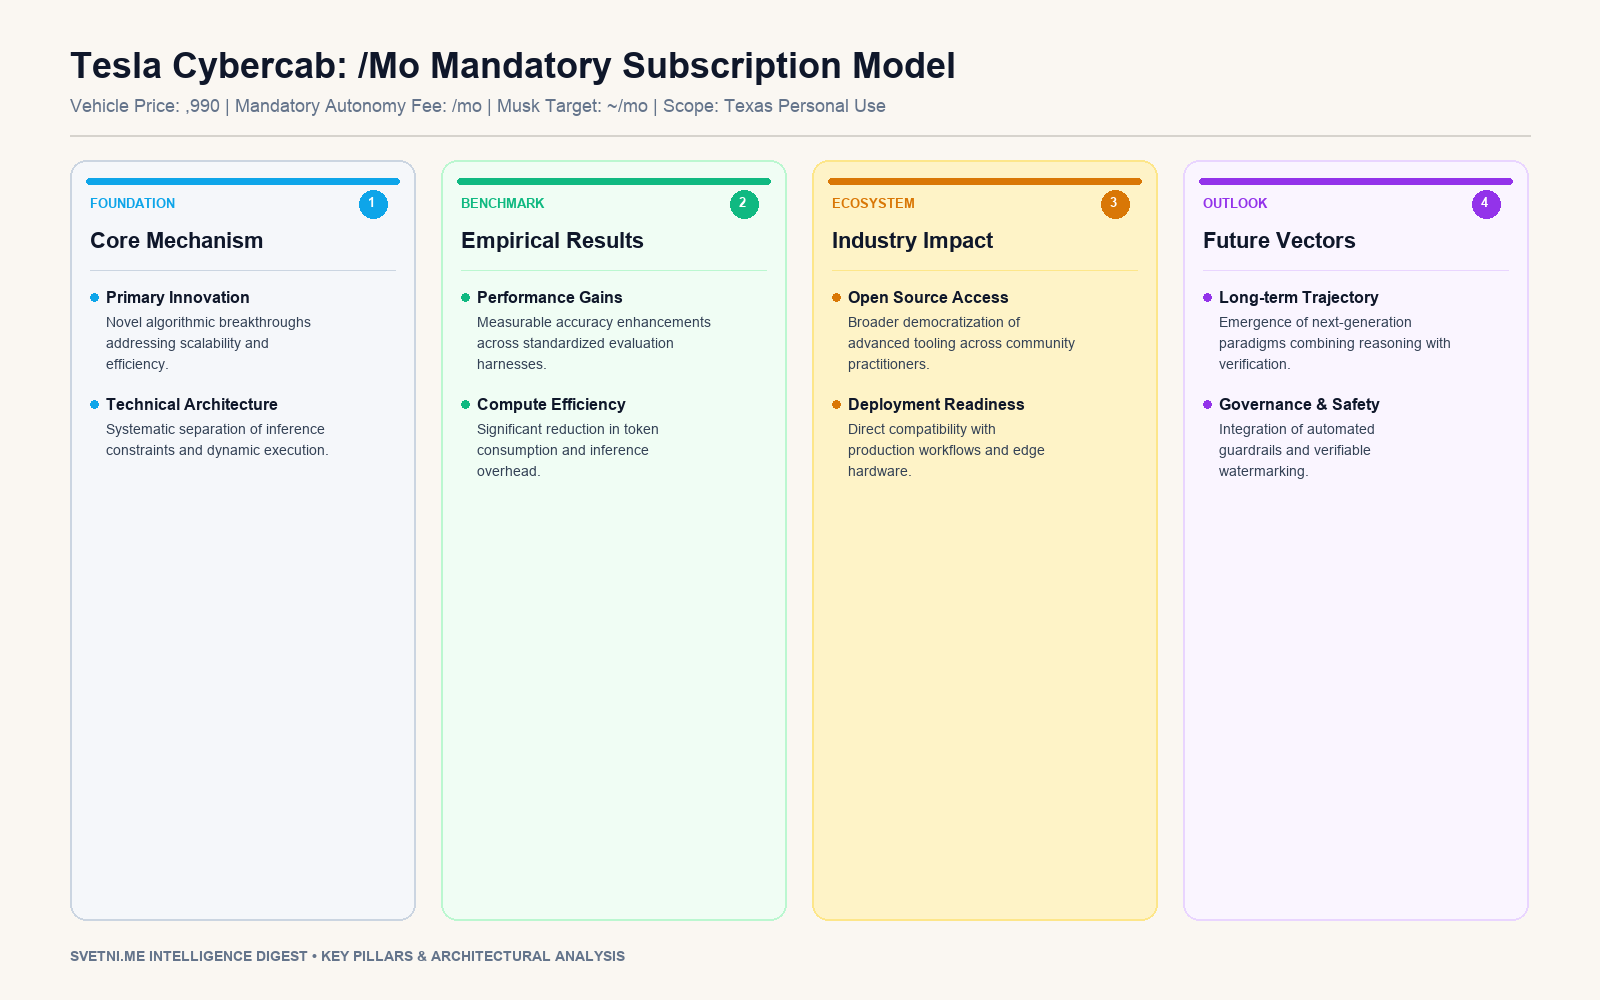 Tesla Cybercab: /Mo Mandatory Subscription Model
Vehicle Price: ,990 | Mandatory Autonomy Fee: /mo | Musk Target: ~/mo | Scope: Texas Personal Use
FOUNDATION
1
Core Mechanism
Primary Innovation
Novel algorithmic breakthroughs
addressing scalability and
efficiency.
Technical Architecture
Systematic separation of inference
constraints and dynamic execution.
BENCHMARK
2
Empirical Results
Performance Gains
Measurable accuracy enhancements
across standardized evaluation
harnesses.
Compute Efficiency
Significant reduction in token
consumption and inference
overhead.
ECOSYSTEM
3
Industry Impact
Open Source Access
Broader democratization of
advanced tooling across community
practitioners.
Deployment Readiness
Direct compatibility with
production workflows and edge
hardware.
OUTLOOK
4
Future Vectors
Long-term Trajectory
Emergence of next-generation
paradigms combining reasoning with
verification.
Governance & Safety
Integration of automated
guardrails and verifiable
watermarking.
SVETNI.ME INTELLIGENCE DIGEST • KEY PILLARS & ARCHITECTURAL ANALYSIS